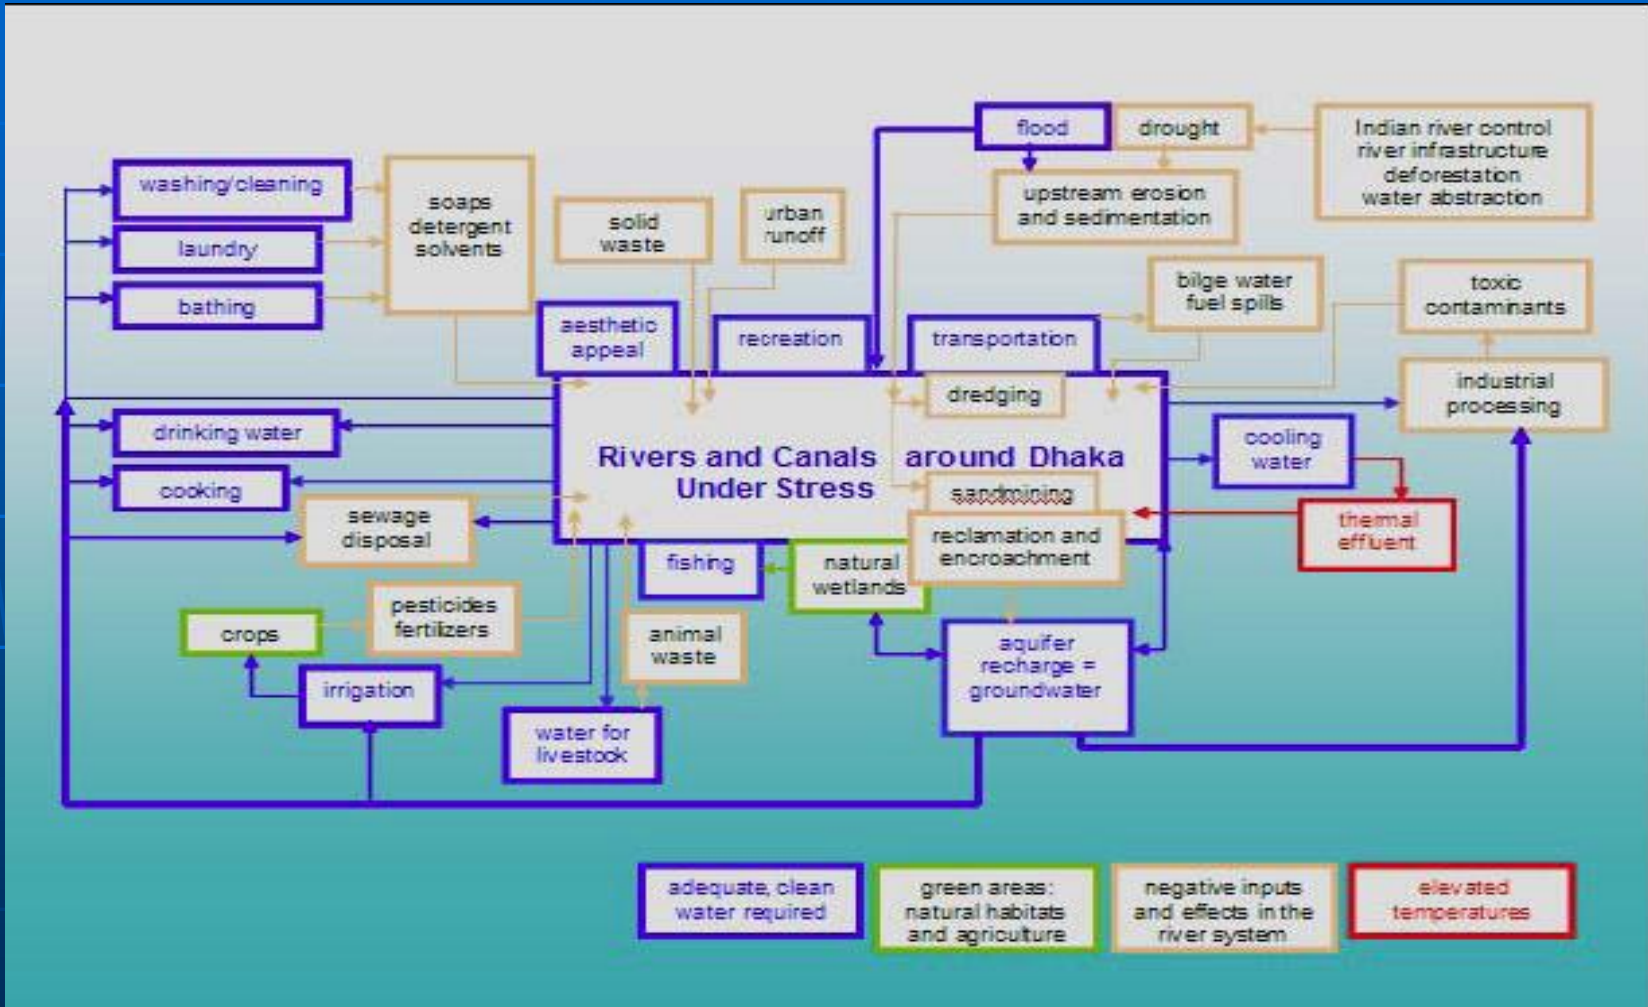 flood
drought
Indian river control
river infrastructure
deforestation
water abstraction
washing/cleaning
soaps
detergent
solvents
solid
waste
urban
runoff
upstream erosion
and sedimentation
laundry
bathing
bilge water
fuel spills
toxic
contaminants
aesthetic
appeal
recreation
transportation
dredging
industrial
processing
drinking water
cooling
water
Rivers and Canals around Dhaka
Under Stress
cooking
sandmining
sewage
disposal
thermal
effluent
reclamation and
encroachment
fishing
natural
wetlands
pesticides
fertilizers
crops
animal
waste
aquifer
recharge =
groundwater
irrigation
water for
livestock
adequate, clean
water required
green areas:
natural habitats
and agriculture
negative inputs
and effects in the
river system
elevated
temperatures